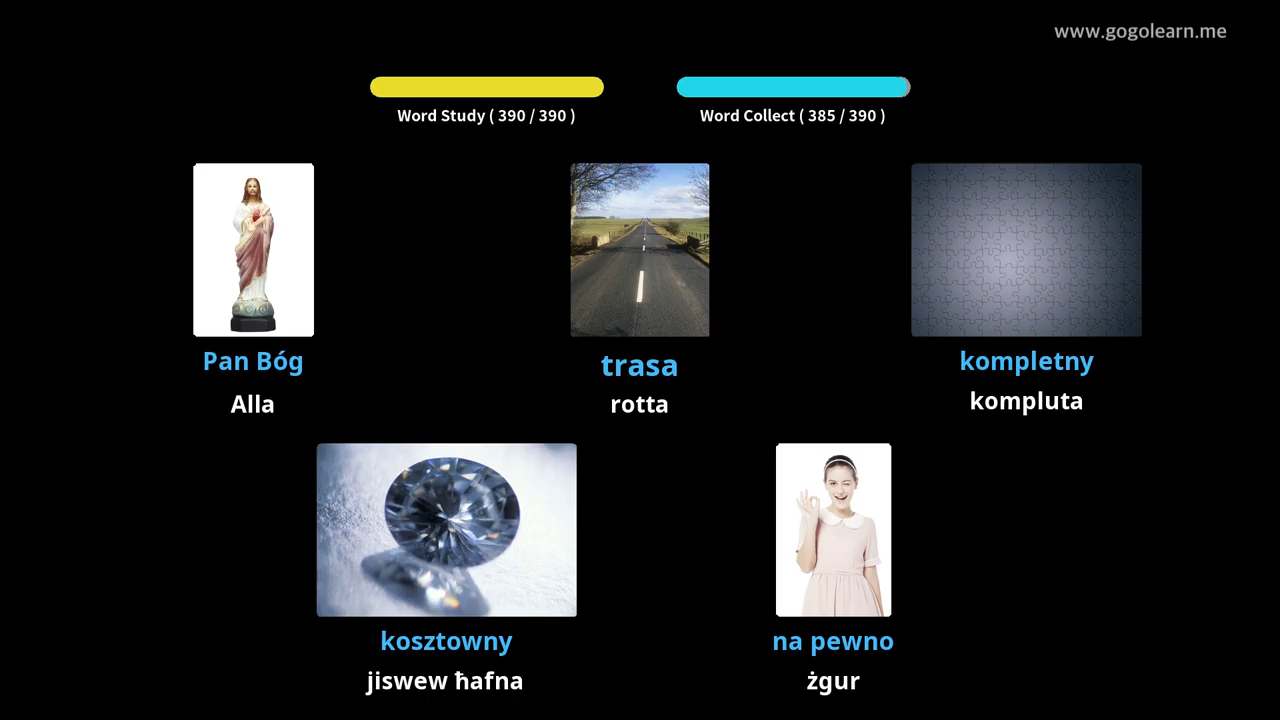 www.gogolearn.me
Word Study ( 390 / 390 )
Word Collect ( 385 / 390 )
Pan Bóg
Alla
trasa
rotta
kompletny
kompluta
kosztowny
jiswew ħafna
na pewno
żgur